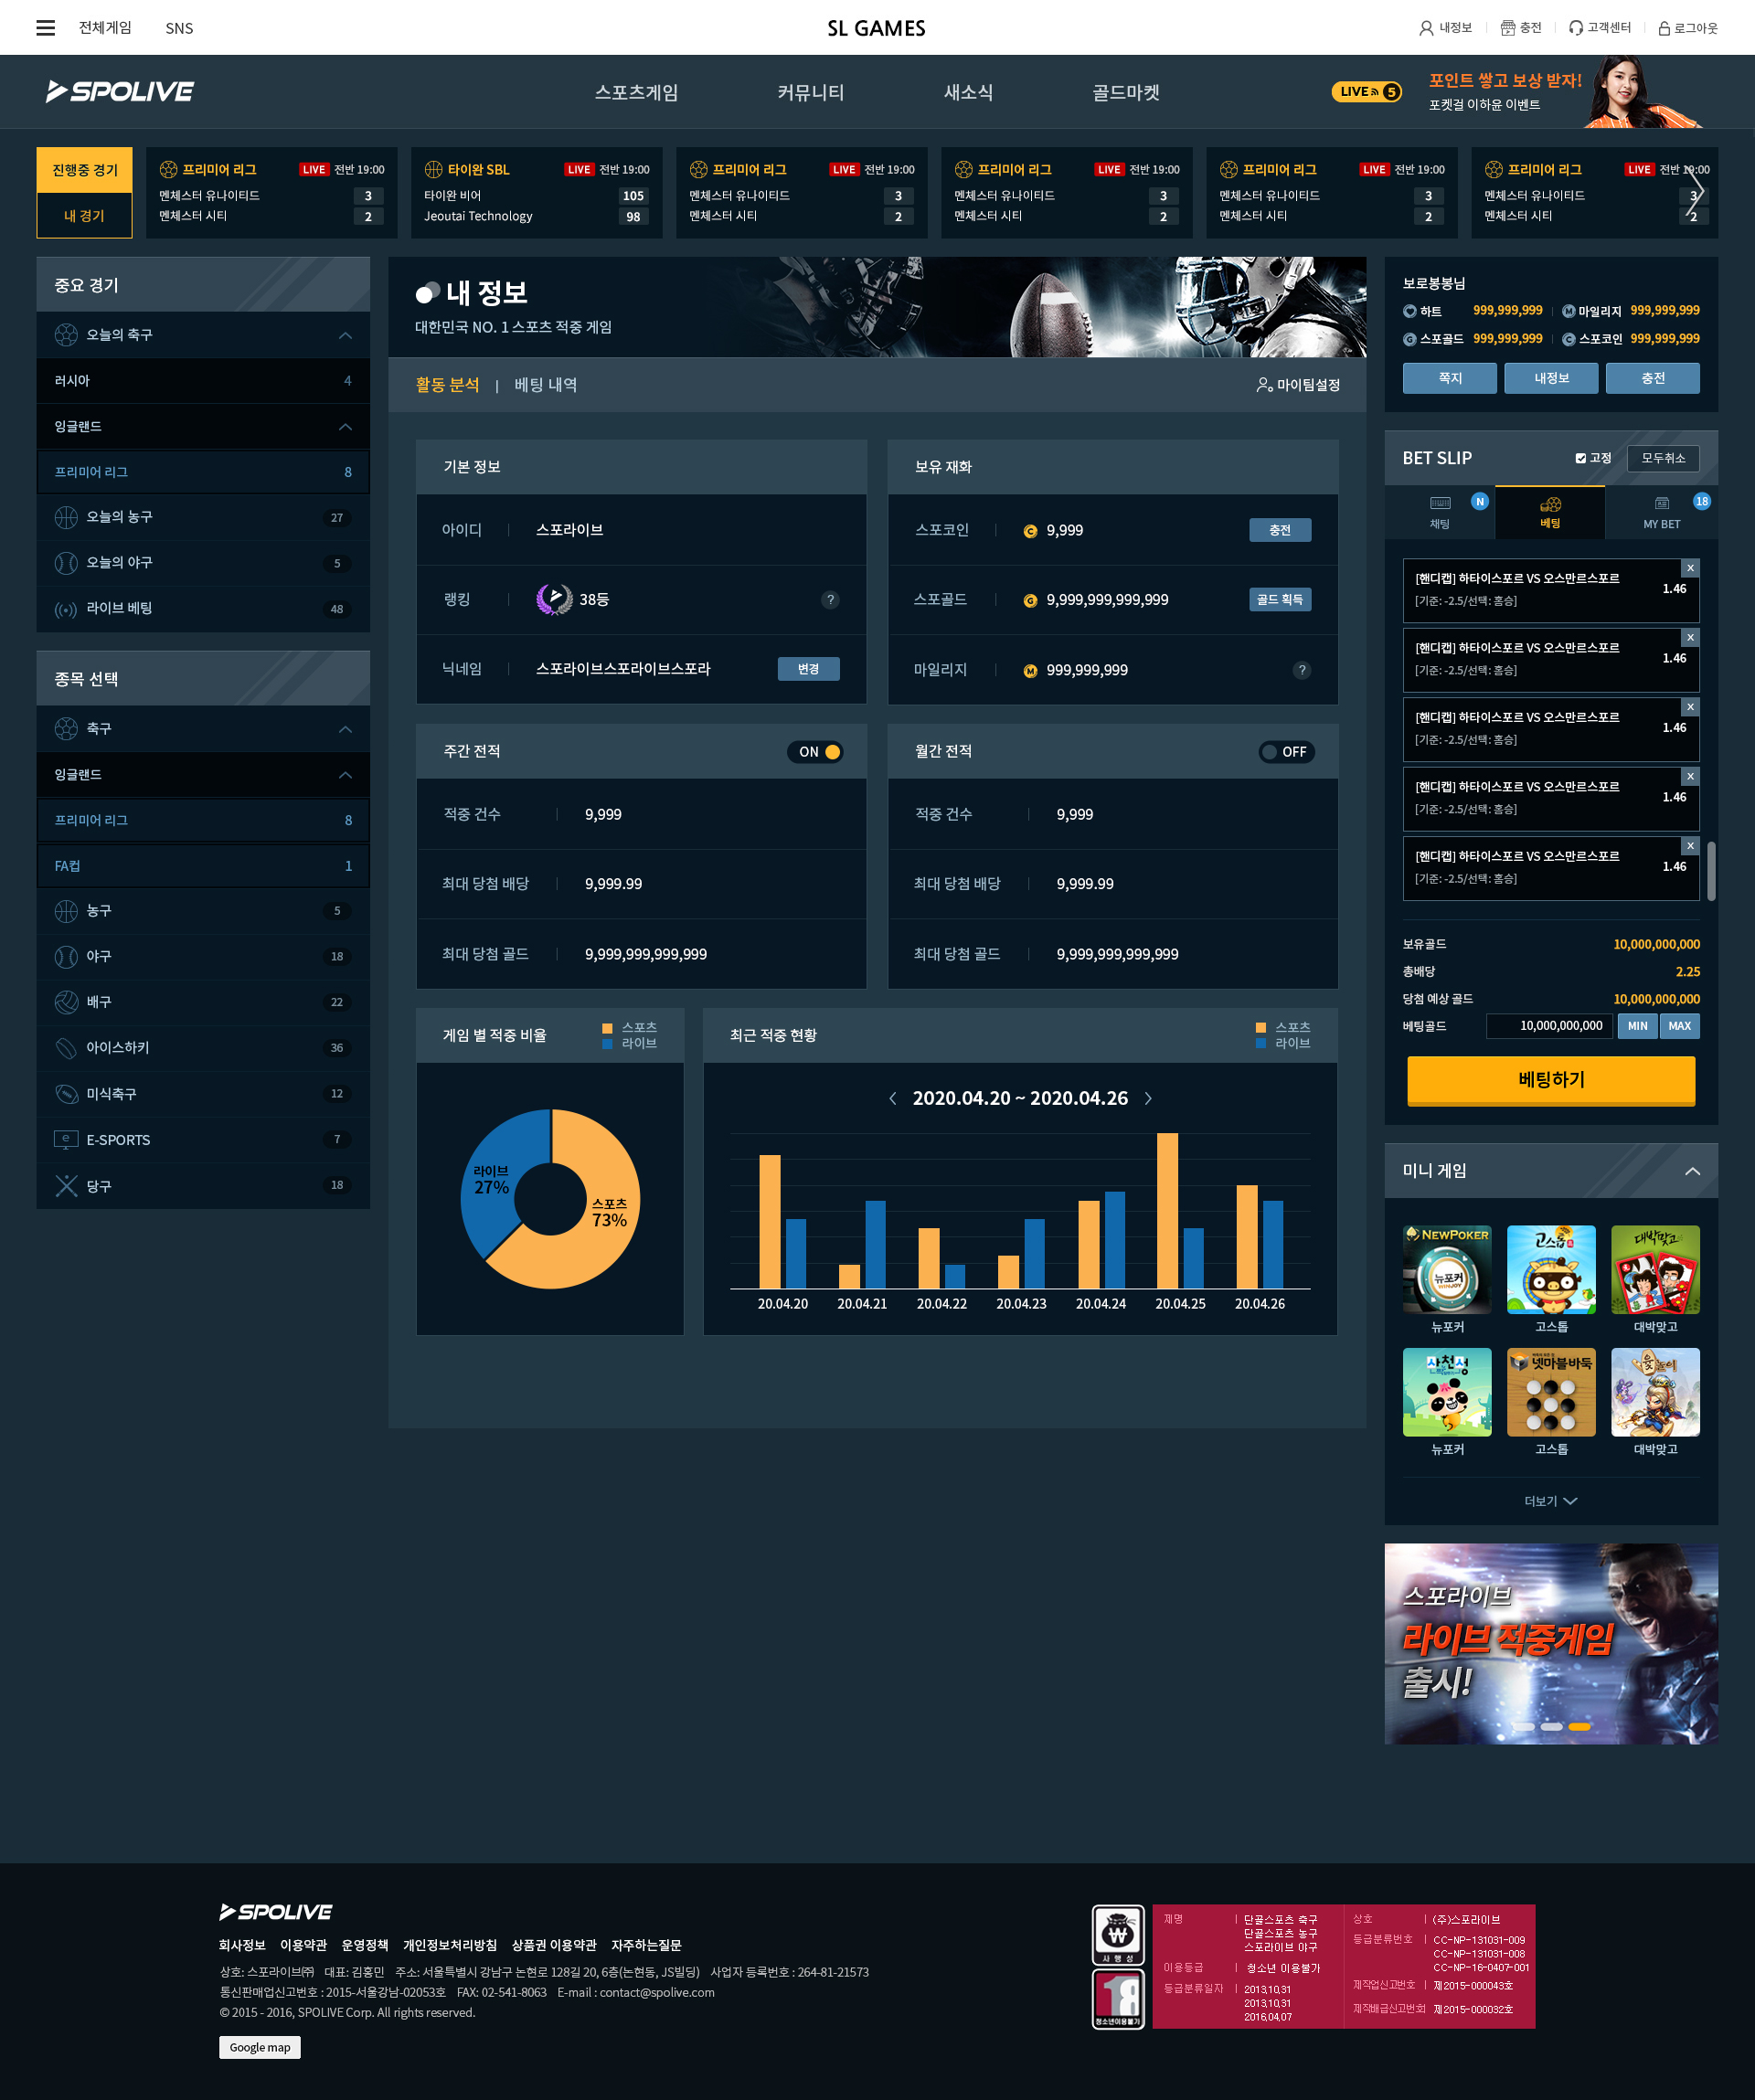 전체게임 SNS SL GAMES 내정보 충전 고객센터 로그아웃
SPOLIVE 스포츠게임 커뮤니티 새소식 골드마켓 LIVE 5 포인트 쌓고 보상 받자!
포켓걸 이하윤 이벤트
진행중 경기
내 경기
프리미어 리그 LIVE 전반 19:00
멘체스터 유나이티드 3
멘체스터 시티 2
타이완 SBL LIVE 전반 19:00
타이완 비어 105
Jeoutai Technology 98
프리미어 리그 LIVE 전반 19:00
멘체스터 유나이티드 3
멘체스터 시티 2
프리미어 리그 LIVE 전반 19:00
멘체스터 유나이티드 3
멘체스터 시티 2
프리미어 리그 LIVE 전반 19:00
멘체스터 유나이티드 3
멘체스터 시티 2
프리미어 리그 LIVE 전반 19:00
멘체스터 유나이티드 3
멘체스터 시티 2
중요 경기
오늘의 축구
러시아 4
잉글랜드
프리미어 리그 8
오늘의 농구 27
오늘의 야구 5
라이브 베팅 48
종목 선택
축구
잉글랜드
프리미어 리그 8
FA컵 1
농구 5
야구 18
배구 22
아이스하키 36
미식축구 12
E-SPORTS 7
당구 18
내 정보
대한민국 NO. 1 스포츠 적중 게임
활동 분석 | 베팅 내역 마이팀설정
기본 정보
아이디 스포라이브
랭킹 38등 ?
닉네임 스포라이브스포라이브스포라 변경
보유 재화
스포코인 C 9,999 충전
스포골드 G 9,999,999,999,999 골드 획득
마일리지 M 999,999,999 ?
주간 전적 ON
적중 건수 9,999
최대 당첨 배당 9,999.99
최대 당첨 골드 9,999,999,999,999
월간 전적 OFF
적중 건수 9,999
최대 당첨 배당 9,999.99
최대 당첨 골드 9,999,999,999,999
게임 별 적중 비율 스포츠
라이브
라이브
27%
스포츠
73%
최근 적중 현황 스포츠
라이브
2020.04.20 ~ 2020.04.26
20.04.20 20.04.21 20.04.22 20.04.23 20.04.24 20.04.25 20.04.26
보로봉봉님
하트 999,999,999 M 마일리지 999,999,999
G 스포골드 999,999,999 C 스포코인 999,999,999
쪽지 내정보 충전
BET SLIP 고정 모두취소
채팅 N 베팅 MY BET 18
[핸디캡] 하타이스포르 VS 오스만르스포르 x
1.46
[기준: -2.5/선택: 홈승]
[핸디캡] 하타이스포르 VS 오스만르스포르 x
1.46
[기준: -2.5/선택: 홈승]
[핸디캡] 하타이스포르 VS 오스만르스포르 x
1.46
[기준: -2.5/선택: 홈승]
[핸디캡] 하타이스포르 VS 오스만르스포르 x
1.46
[기준: -2.5/선택: 홈승]
[핸디캡] 하타이스포르 VS 오스만르스포르 x
1.46
[기준: -2.5/선택: 홈승]
보유골드 10,000,000,000
총배당 2.25
당첨 예상 골드 10,000,000,000
베팅골드 10,000,000,000 MIN MAX
베팅하기
미니 게임
NEWPOKER 고스톱 대박맞고
뉴포커
뉴포커 고스톱 대박맞고
사천성 넷마블바둑 윷놀이
뉴포커 고스톱 대박맞고
더보기
스포라이브
라이브 적중게임
출시!
SPOLIVE
회사정보 이용약관 운영정책 개인정보처리방침 상품권 이용약관 자주하는질문
상호: 스포라이브㈜ 대표: 김홍민 주소: 서울특별시 강남구 논현로 128길 20, 6층(논현동, JS빌딩) 사업자 등록번호 : 264-81-21573
통신판매업신고번호 : 2015-서울강남-02053호 FAX: 02-541-8063 E-mail : contact@spolive.com
© 2015 - 2016, SPOLIVE Corp. All rights reserved.
Google map
사행성
18
청소년이용불가
제명 단골스포츠 축구
단골스포츠 농구
스포라이브 야구
이용등급 청소년 이용불가
등급분류일자 2013,10,31
2013,10,31
2016,04,07
상호 (주)스포라이브
등급분류번호 CC-NP-131031-009
CC-NP-131031-008
CC-NP-16-0407-001
제작업신고번호 제2015-000043호
제작배급신고번호 제2015-000032호